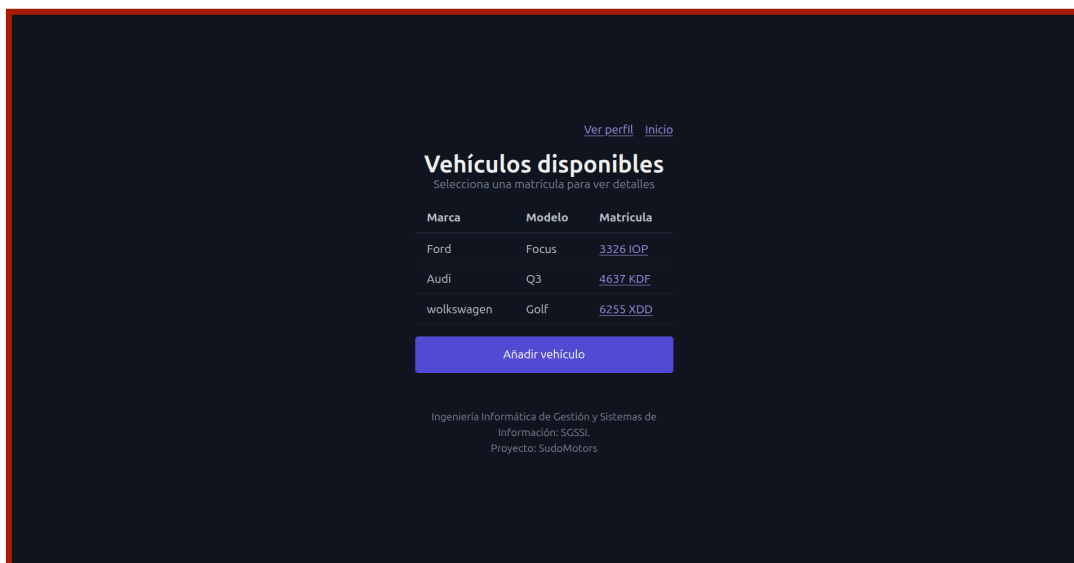 Ver perfil Inicio
Vehículos disponibles
Selecciona una matrícula para ver detalles
Marca Modelo Matrícula
Ford Focus 3326 IOP
Audi Q3 4637 KDF
wolkswagen Golf 6255 XDD
Añadir vehículo
Ingeniería Informática de Gestión y Sistemas de
Información: SGSSI.
Proyecto: SudoMotors